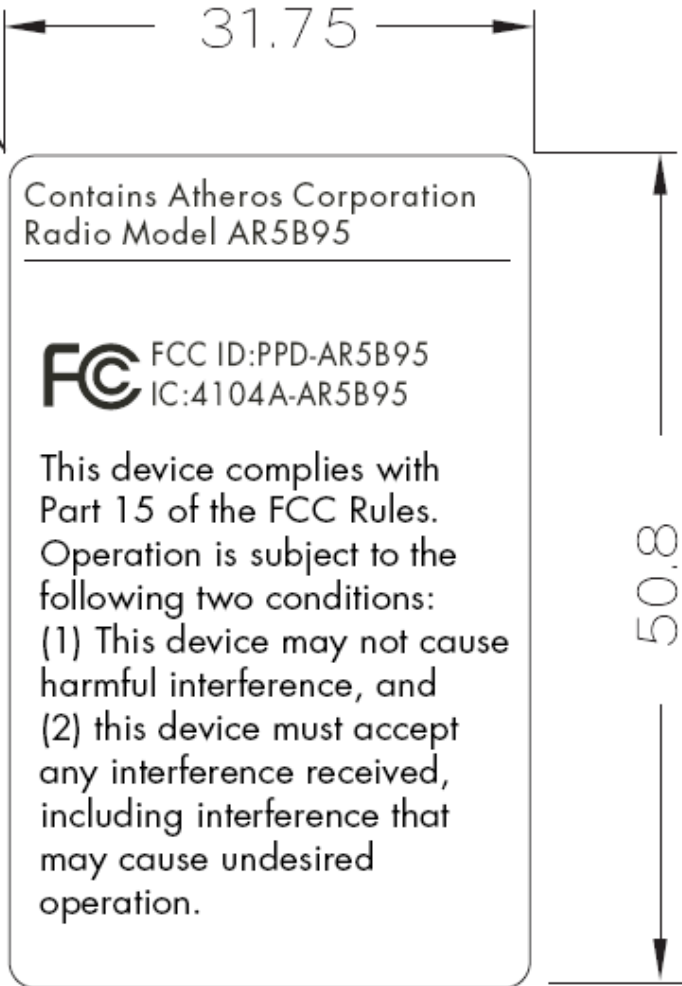 31.75
Contains Atheros Corporation
Radio Model AR5B95
FC FCC ID:PPD-AR5B95
IC:4104A-AR5B95
This device complies with
Part 15 of the FCC Rules.
Operation is subject to the
following two conditions:
(1) This device may not cause
harmful interference, and
(2) this device must accept
any interference received,
including interference that
may cause undesired
operation.
50.8